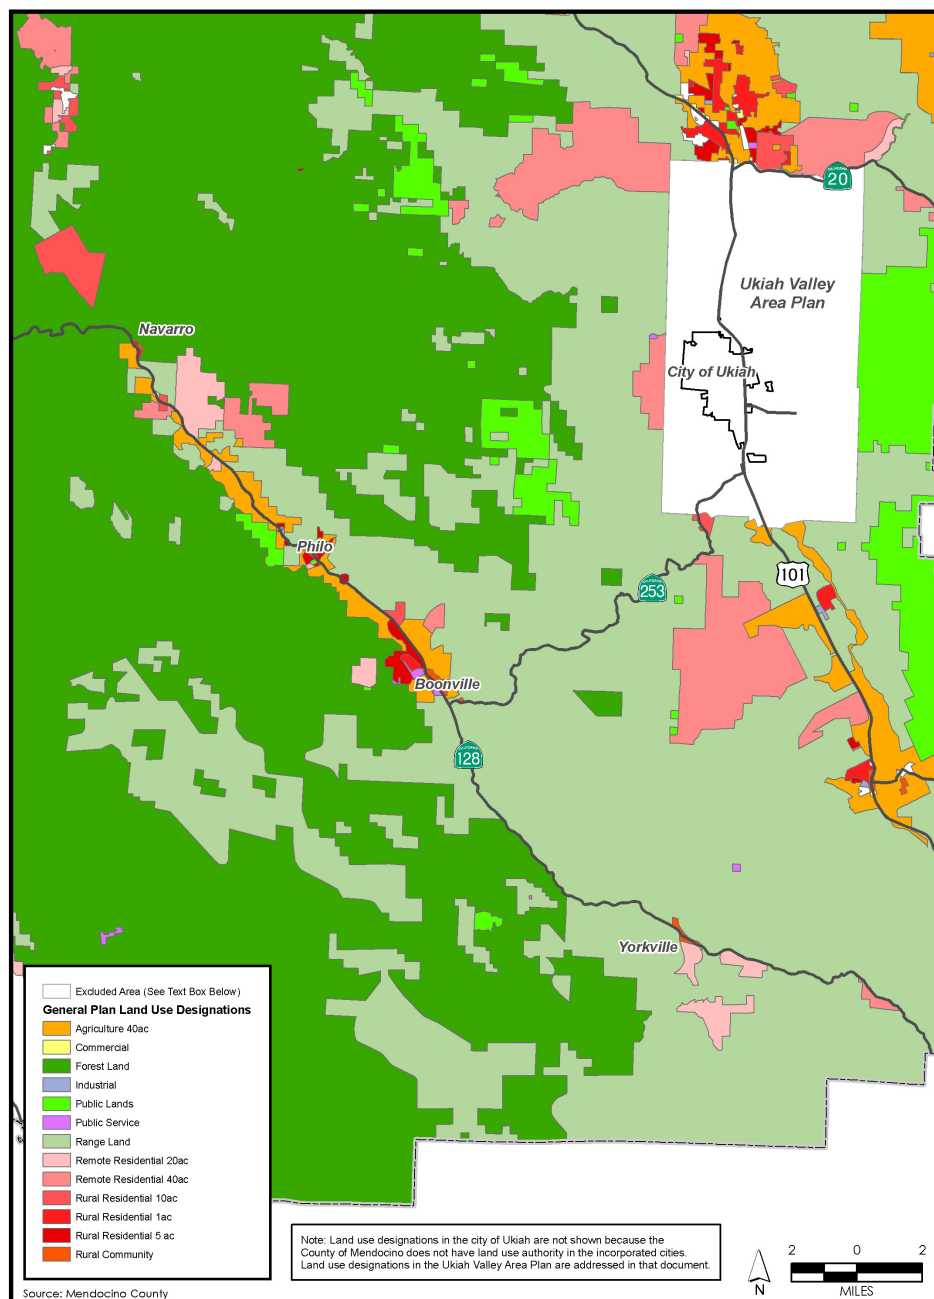 CALIFORNIA
20
Ukiah Valley
Area Plan
Navarro
City of Ukiah
Philo
101
CALIFORNIA
253
Boonville
CALIFORNIA
128
Yorkville
Excluded Area (See Text Box Below)
General Plan Land Use Designations
Agriculture 40ac
Commercial
Forest Land
Industrial
Public Lands
Public Service
Range Land
Remote Residential 20ac
Remote Residential 40ac
Rural Residential 10ac
Rural Residential 1ac
Rural Residential 5 ac
Rural Community
Note: Land use designations in the city of Ukiah are not shown because the
County of Mendocino does not have land use authority in the incorporated cities.
Land use designations in the Ukiah Valley Area Plan are addressed in that document.
N
2 0 2
MILES
Source: Mendocino County